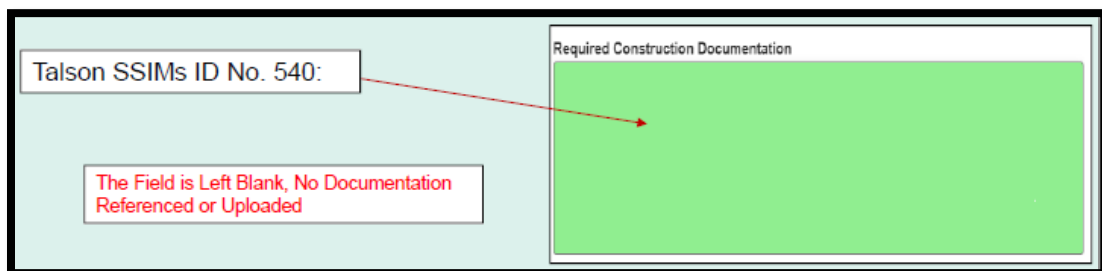 Required Construction Documentation
Talson SSIMs ID No. 540:
The Field is Left Blank, No Documentation
Referenced or Uploaded